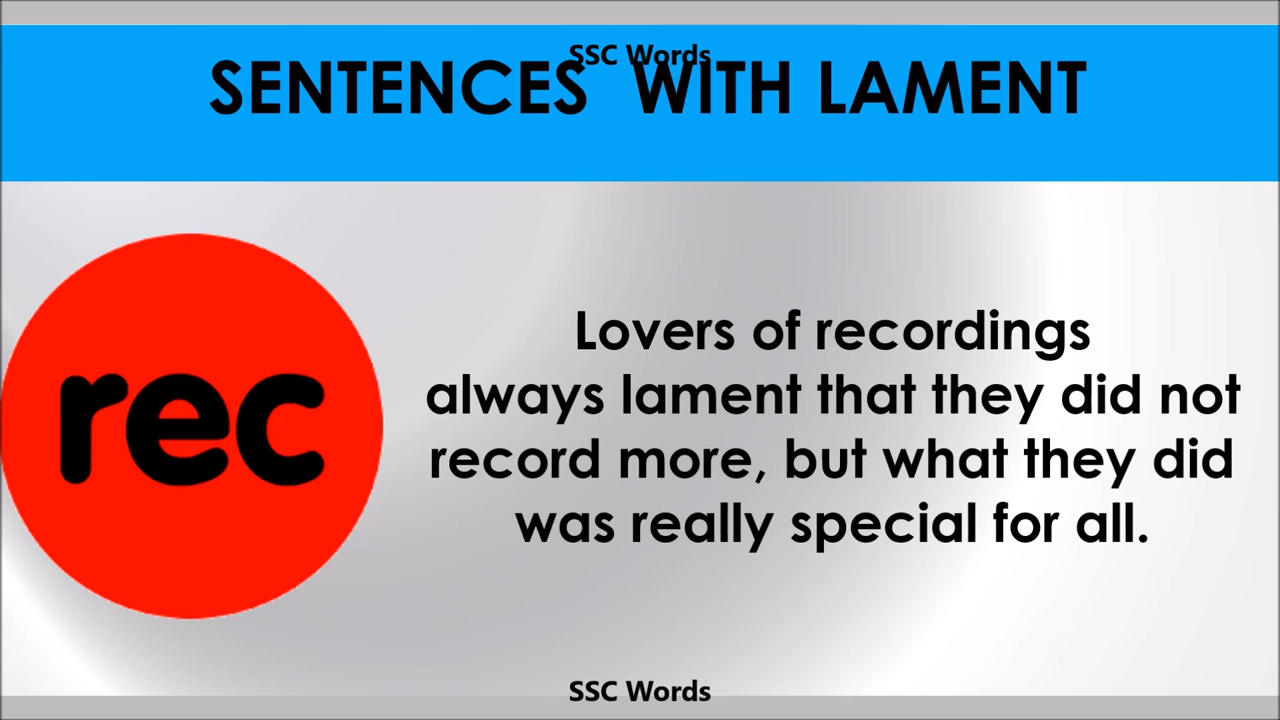 SSC Words
SENTENCES WITH LAMENT
rec
Lovers of recordings
always lament that they did not
record more, but what they did
was really special for all.
SSC Words